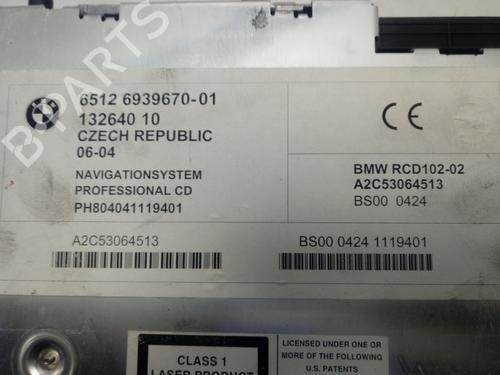 B-PARTS
6512 6939670-01
132640 10
CZECH REPUBLIC
06-04
NAVIGATIONSYSTEM
PROFESSIONAL CD
PH804041119401
BMW RCD102-02
A2C53064513
BS00 0424
CE
A2C53064513
BS00 0424 1119401
CLASS 1
LASER PRODUCT
LICENSED UNDER ONE OR
MORE OF THE FOLLOWING
U.S. PATENTS